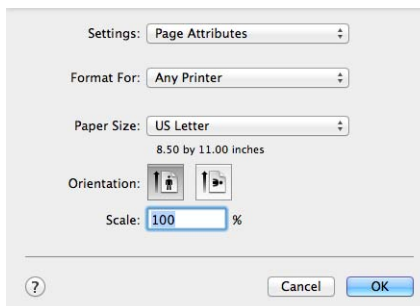 Settings: Page Attributes
Format For: Any Printer
Paper Size: US Letter
8.50 by 11.00 inches
Orientation:
Scale: 100 %
? Cancel OK